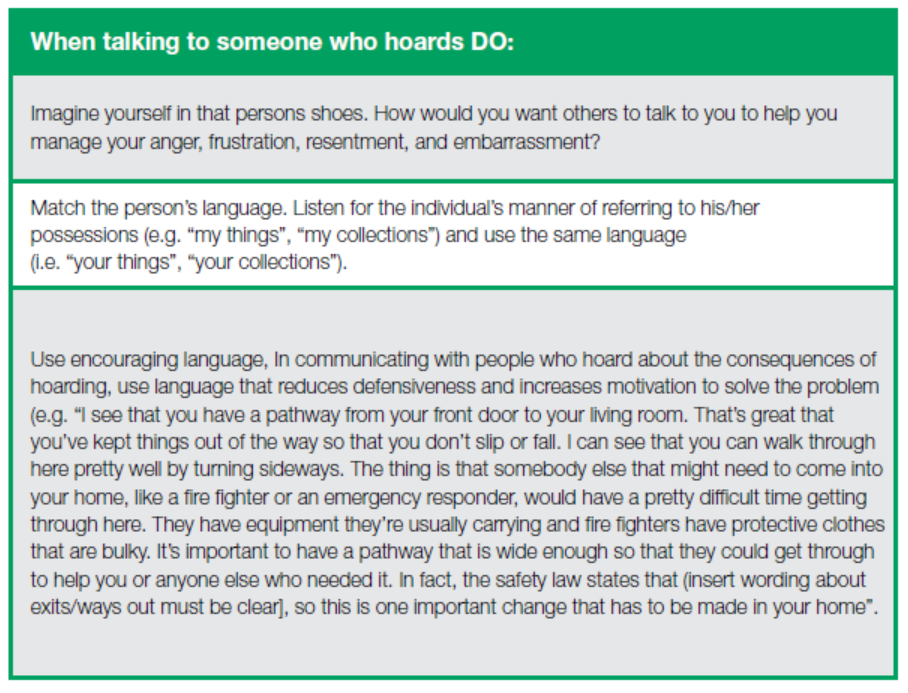 When talking to someone who hoards DO:
Imagine yourself in that persons shoes. How would you want others to talk to you to help you
manage your anger, frustration, resentment, and embarrassment?
Match the person's language. Listen for the individual's manner of referring to his/her
possessions (e.g. “my things”, “my collections”) and use the same language
(i.e. “your things”, “your collections”).
Use encouraging language, In communicating with people who hoard about the consequences of
hoarding, use language that reduces defensiveness and increases motivation to solve the problem
(e.g. “I see that you have a pathway from your front door to your living room. That's great that
you've kept things out of the way so that you don't slip or fall. I can see that you can walk through
here pretty well by turning sideways. The thing is that somebody else that might need to come into
your home, like a fire fighter or an emergency responder, would have a pretty difficult time getting
through here. They have equipment they're usually carrying and fire fighters have protective clothes
that are bulky. It's important to have a pathway that is wide enough so that they could get through
to help you or anyone else who needed it. In fact, the safety law states that (insert wording about
exits/ways out must be clear], so this is one important change that has to be made in your home”.